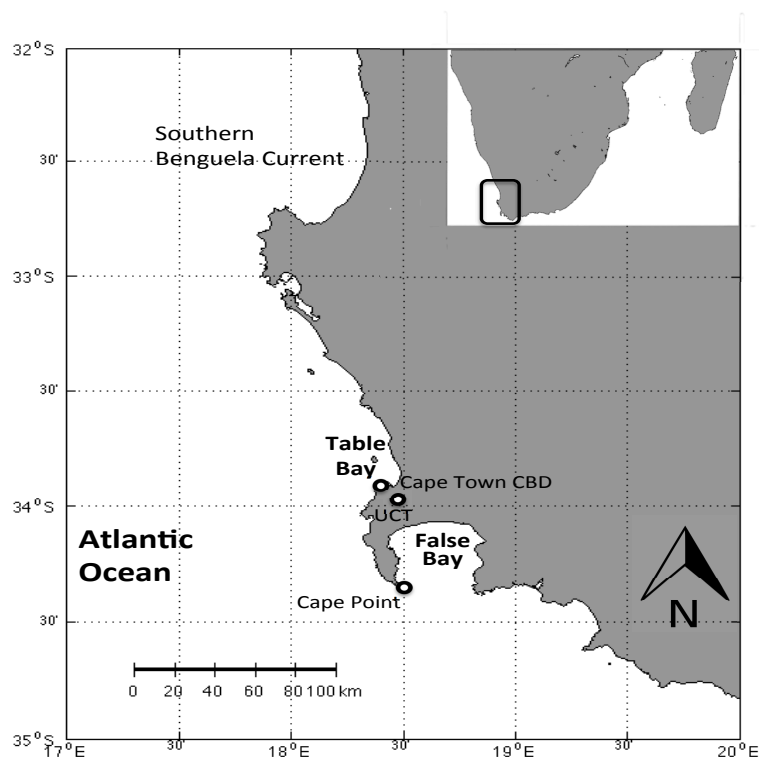 32°S
Southern
30'
Benguela Current
33°S
30'
Table
Bay
Cape Town CBD
34°S
UCT
False
Bay
Atlantic
Ocean
N
Cape Point
30'
0 20 40 60 80 100 km
35°S
17°E 30' 18°E 30' 19°E 30' 20°E